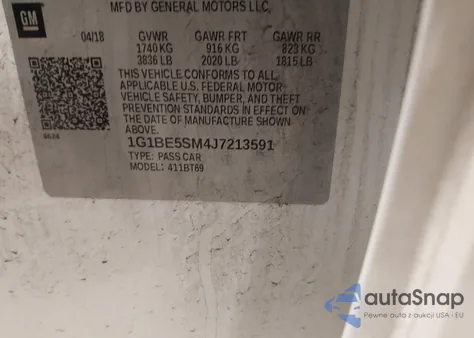 MFD BY GENERAL MOTORS LLC,
GM
04/18 GVWR GAWR FRT GAWR RR
1740 KG 916 KG 823 KG
3836 LB 2020 LB 1815 LB
THIS VEHICLE CONFORMS TO ALL
APPLICABLE U.S. FEDERAL MOTOR
VEHICLE SAFETY, BUMPER, AND THEFT
PREVENTION STANDARDS IN EFFECT ON
THE DATE OF MANUFACTURE SHOWN ABOVE.
1G1BE5SM4J7213591
TYPE: PASS CAR
MODEL: 411BT69
autaSnap
Pewne auta z aukcji USA - EU